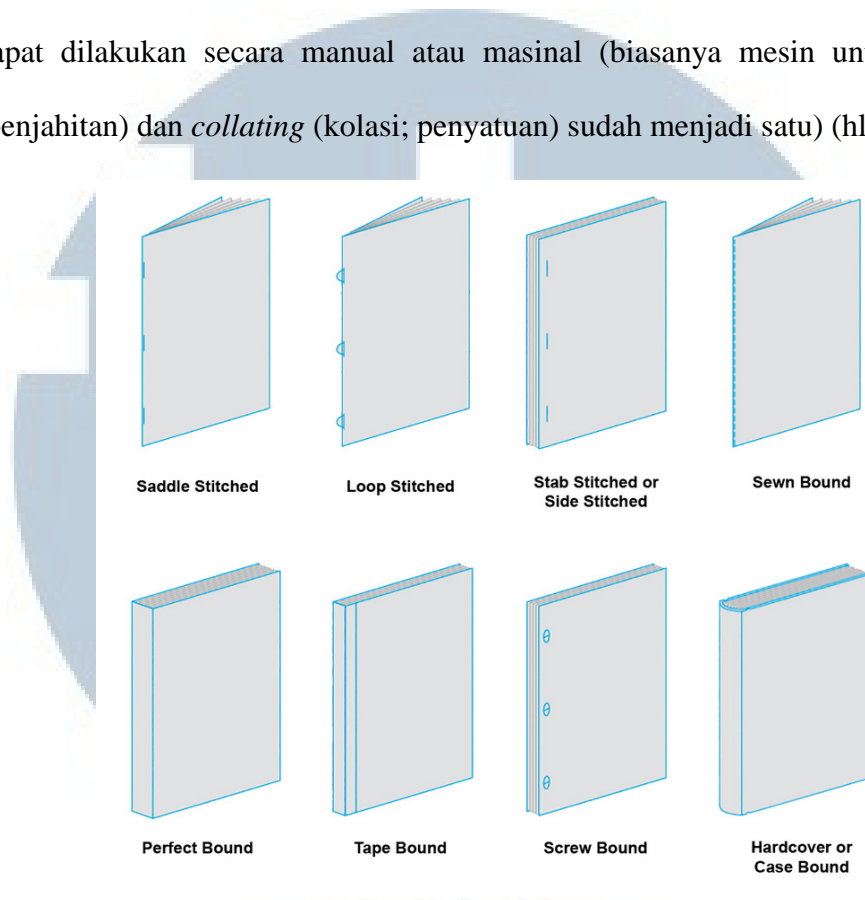 apat dilakukan secara manual atau masinal (biasanya mesin un
enjahitan) dan collating (kolasi; penyatuan) sudah menjadi satu) (hl
Saddle Stitched
Loop Stitched
Stab Stitched or
Side Stitched
Sewn Bound
Perfect Bound
Tape Bound
Screw Bound
Hardcover or
Case Bound